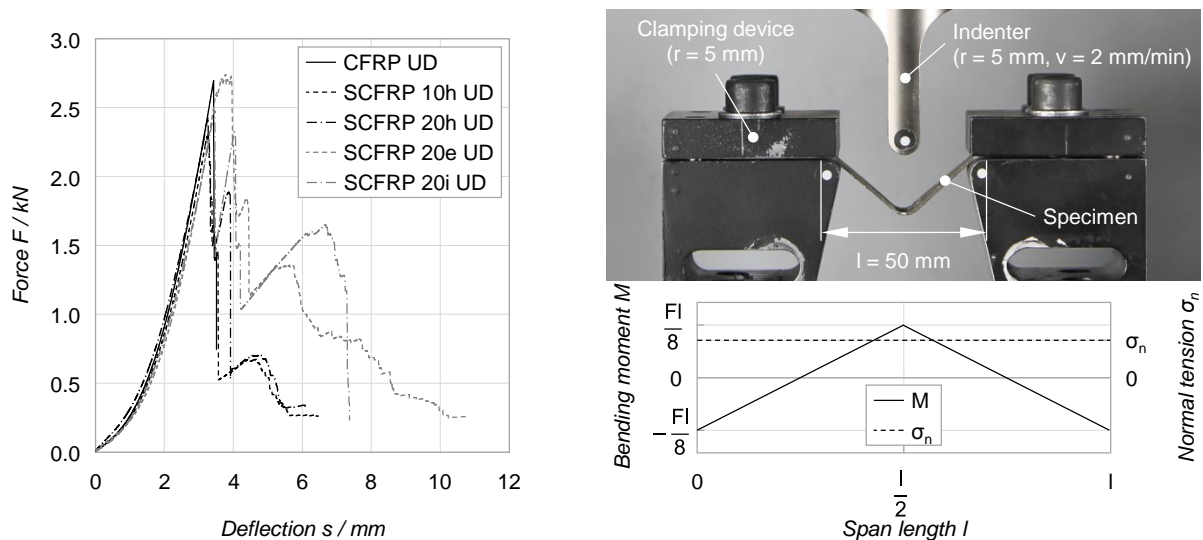 3.0
2.5
2.0
1.5
1.0
0.5
0.0
Force F / kN
CFRP UD
SCFRP 10h UD
SCFRP 20h UD
SCFRP 20e UD
SCFRP 20i UD
0 2 4 6 8 10 12
Deflection s / mm
Clamping device
(r = 5 mm)
Indenter
(r = 5 mm, v = 2 mm/min)
Specimen
l = 50 mm
Bending moment M
Fl
8
0
-Fl
8
M
σn
σn
0
Normal tension σn
0 l
2 l
Span length l